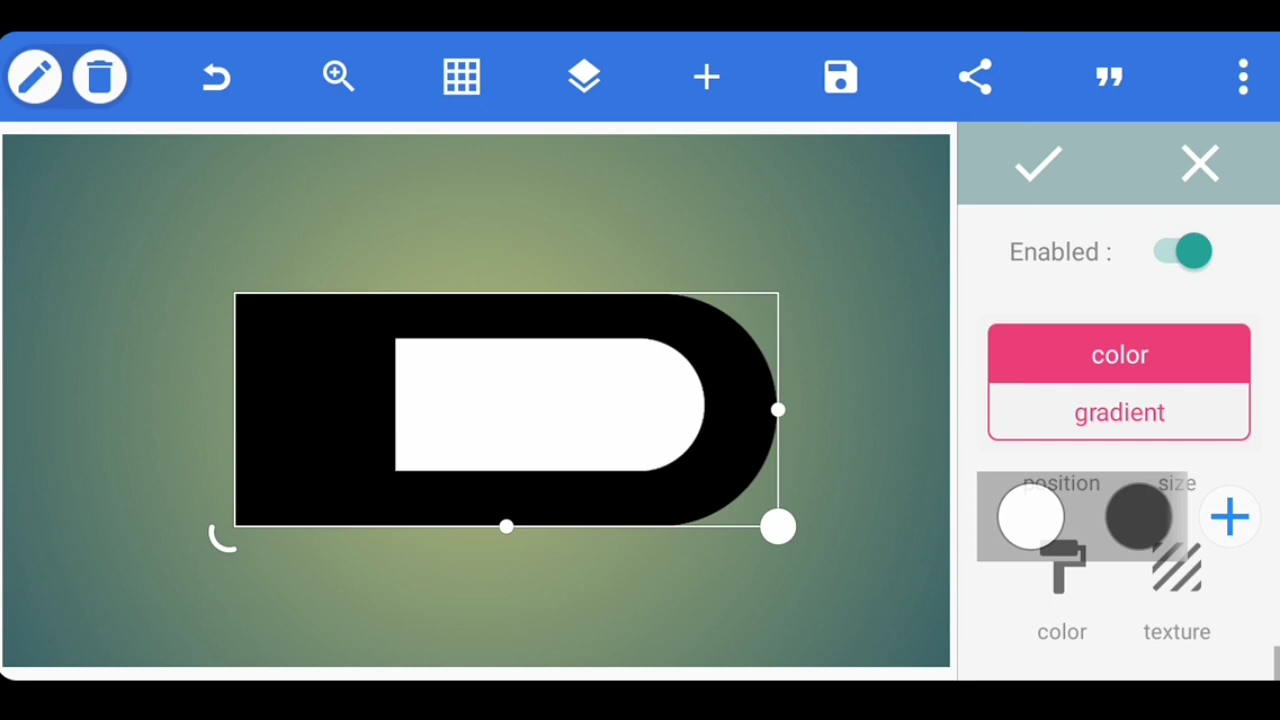 Enabled :
color
gradient
position size
color texture